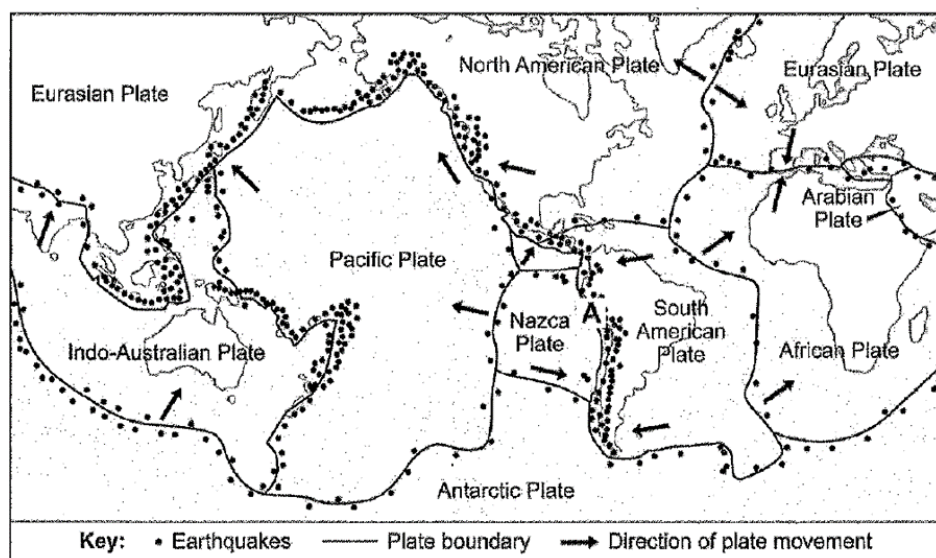 North American Plate
Eurasian Plate
Eurasian Plate
Arabian
Plate
Pacific Plate
A
Nazca
Plate
South
American
Plate
Indo-Australian Plate
African Plate
Antarctic Plate
Key: Earthquakes Plate boundary Direction of plate movement